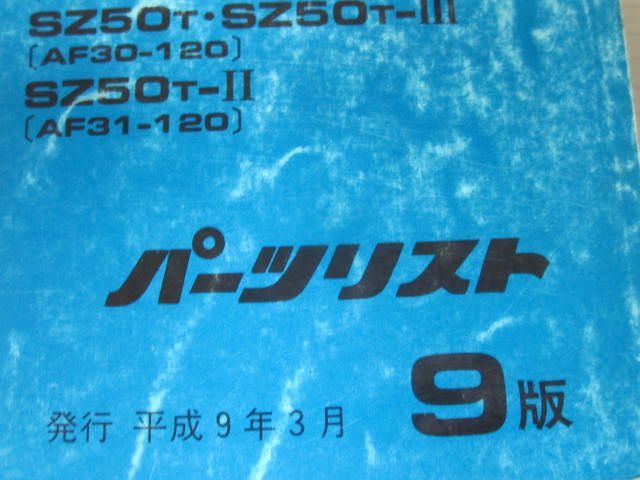 SZ50T・SZ50T-III
〔AF30-120〕
SZ50T-II
〔AF31-120〕
パーツリスト
9版
発行 平成9年3月